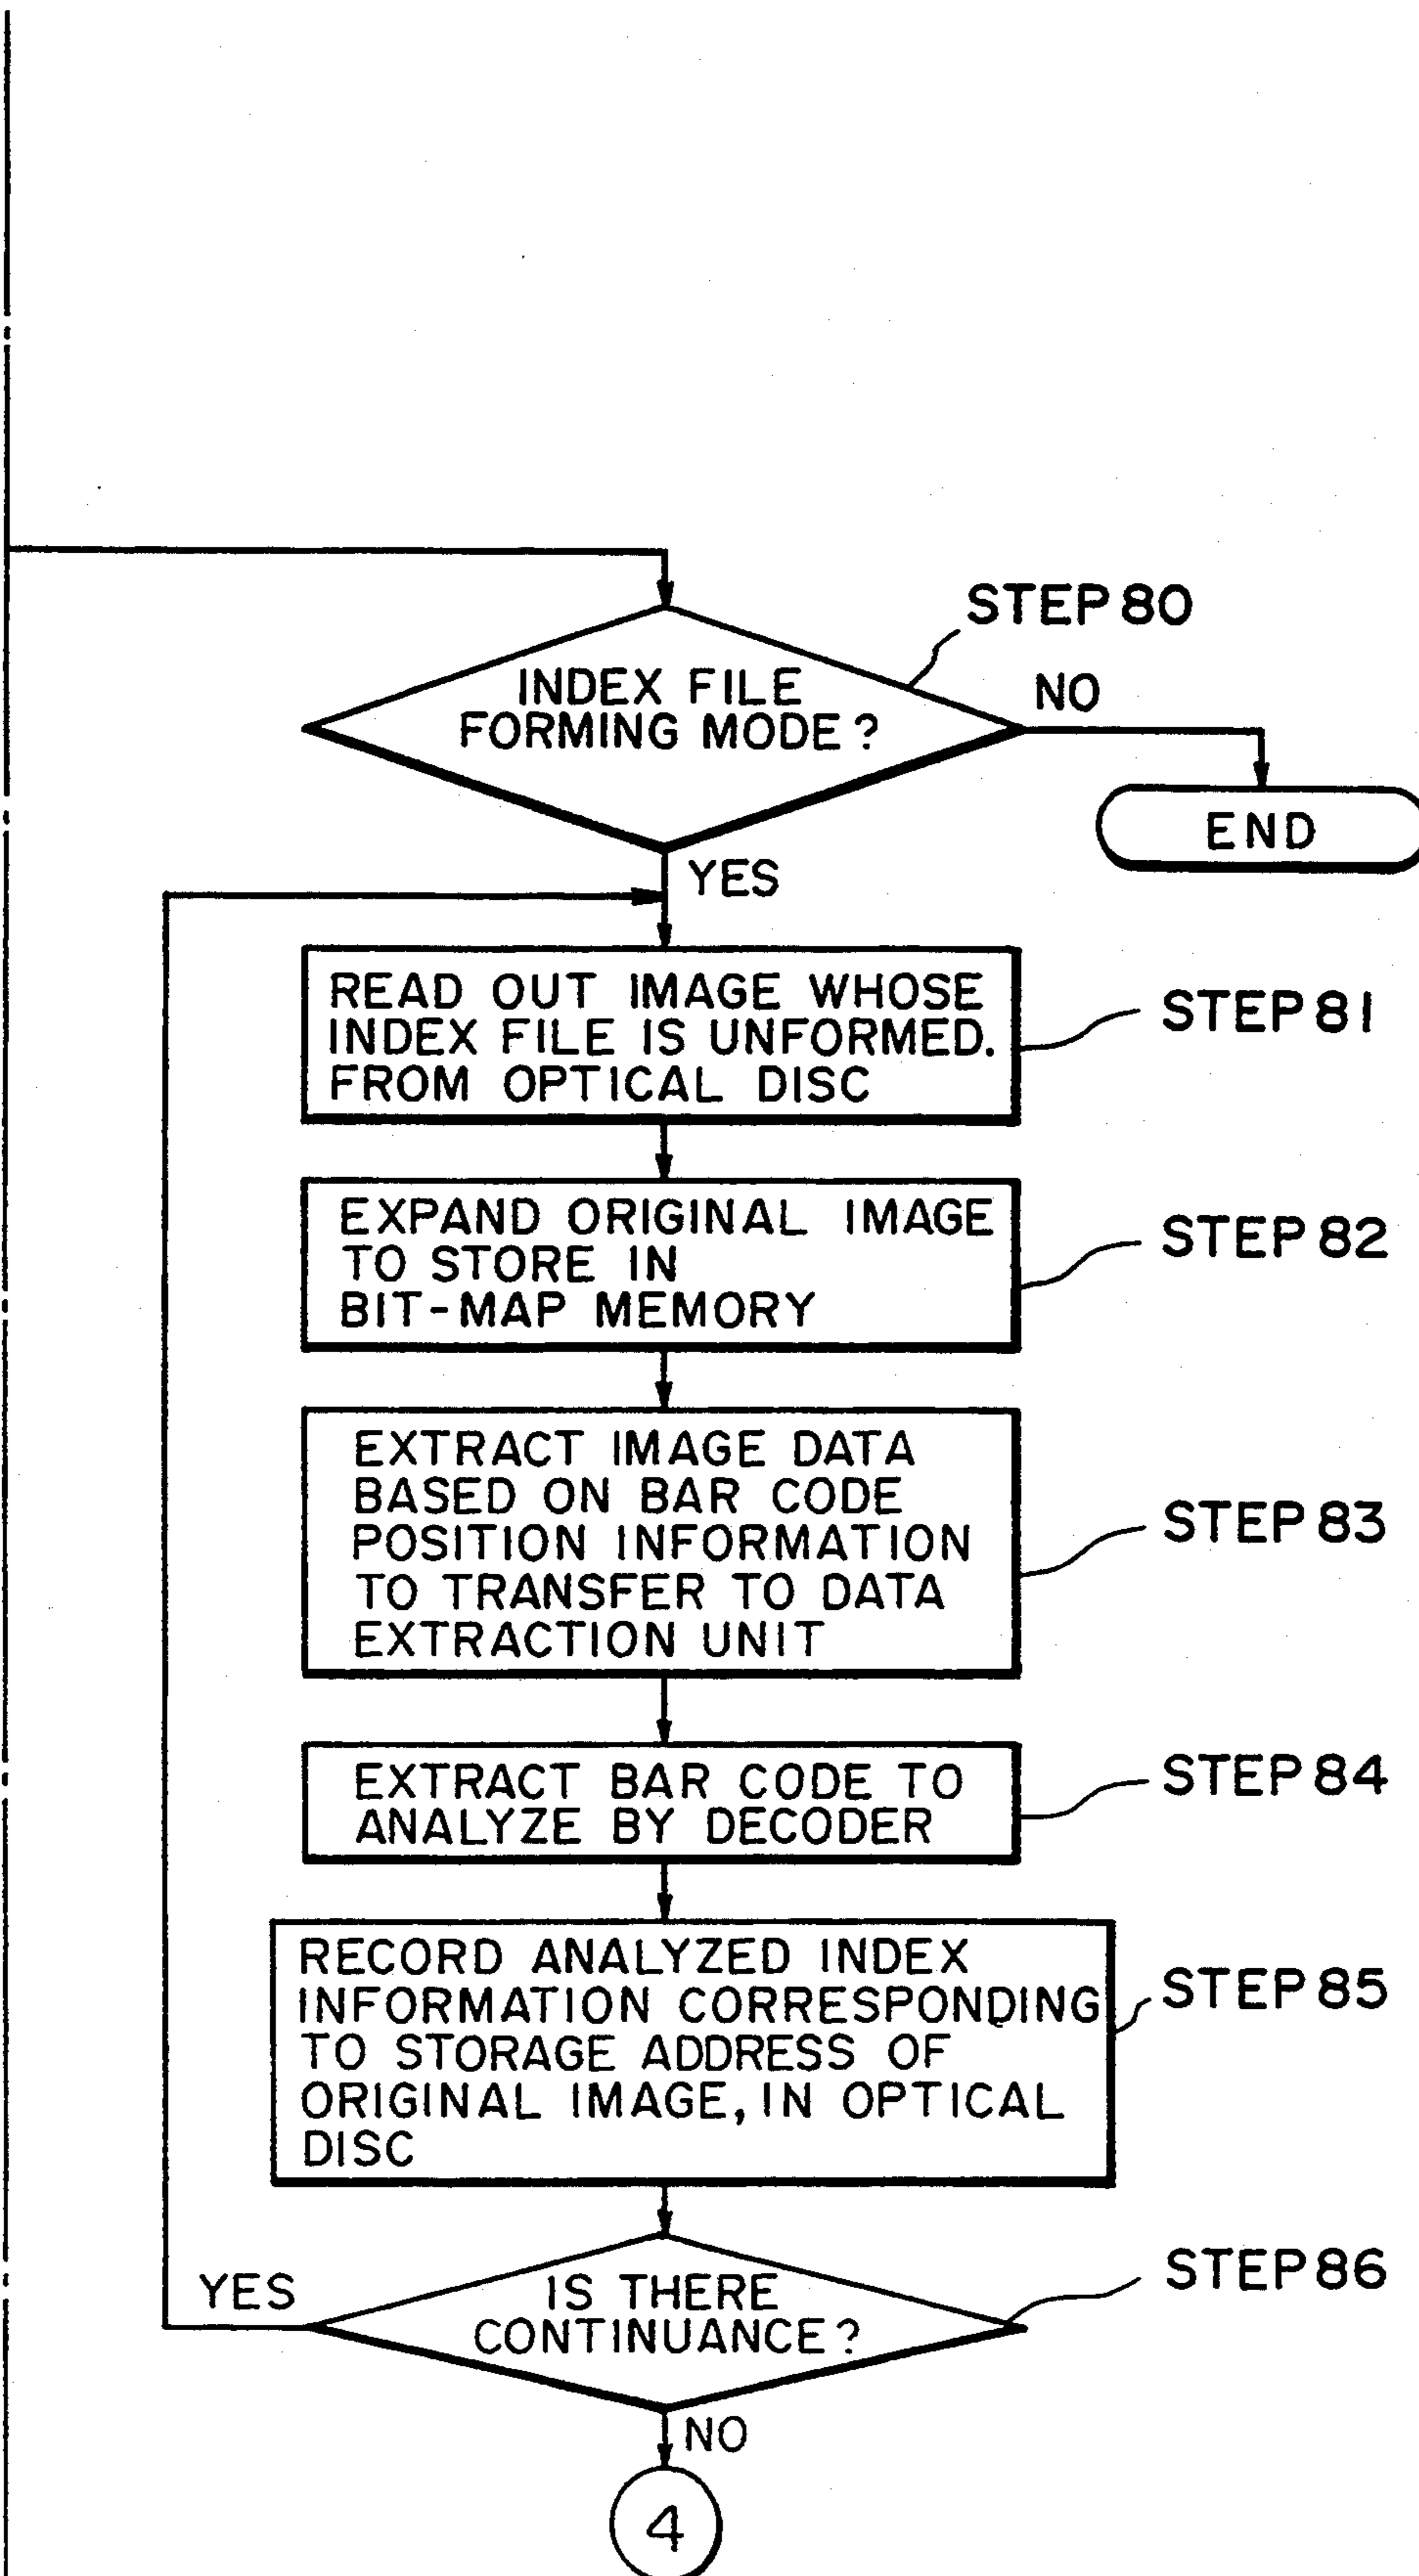 STEP 80
INDEX FILE
FORMING MODE?
NO
END
YES
READ OUT IMAGE WHOSE
INDEX FILE IS UNFORMED.
FROM OPTICAL DISC
STEP 81
EXPAND ORIGINAL IMAGE
TO STORE IN
BIT-MAP MEMORY
STEP 82
EXTRACT IMAGE DATA
BASED ON BAR CODE
POSITION INFORMATION
TO TRANSFER TO DATA
EXTRACTION UNIT
STEP 83
EXTRACT BAR CODE TO
ANALYZE BY DECODER
STEP 84
RECORD ANALYZED INDEX
INFORMATION CORRESPONDING
TO STORAGE ADDRESS OF
ORIGINAL IMAGE, IN OPTICAL
DISC
STEP 85
YES
IS THERE
CONTINUANCE?
STEP 86
NO
4